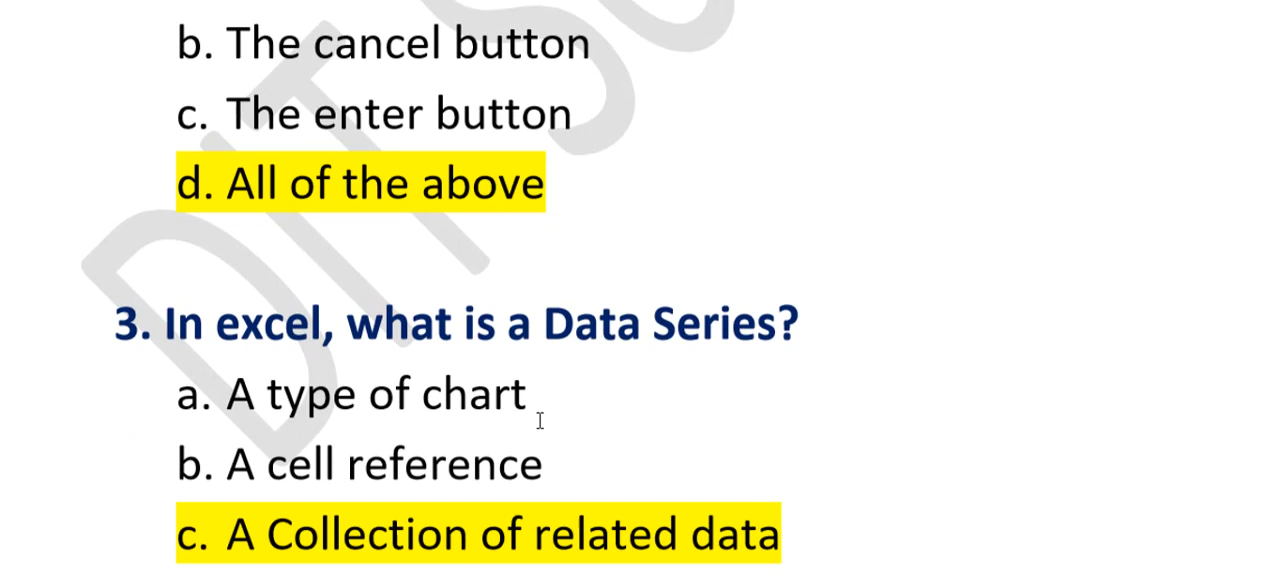 b. The cancel button
c. The enter button
d. All of the above
3. In excel, what is a Data Series?
a. A type of chart
b. A cell reference
c. A Collection of related data
DIT